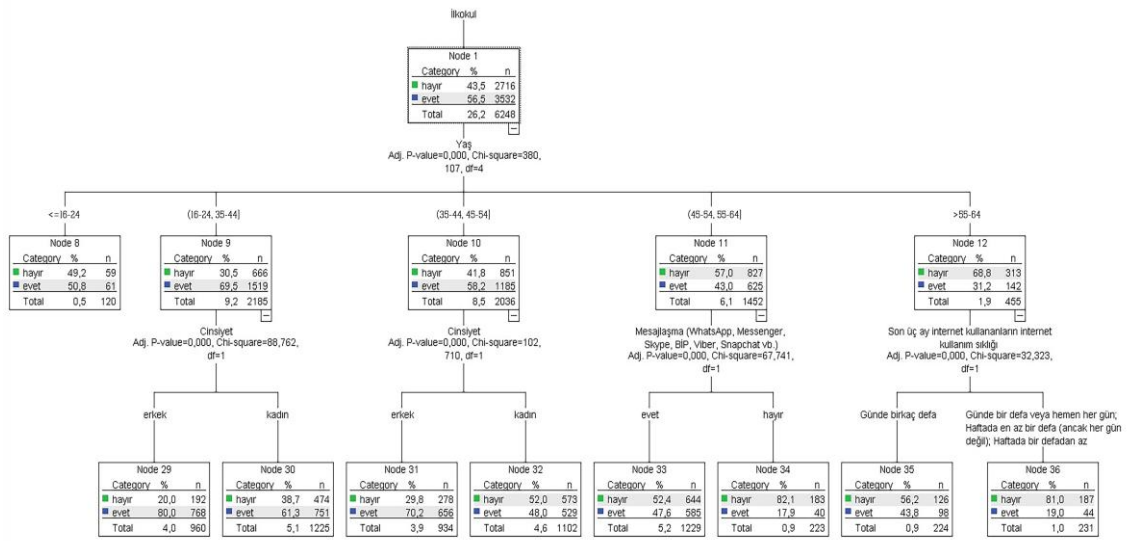 İlkokul
Node 1
Category % n
hayır 43,5 2716
evet 56,5 3532
Total 26,2 6248
Yaş
Adj. P-value=0,000, Chi-square=380,
107, df=4
<=16-24
(16-24, 35-44]
(35-44, 45-54]
(45-54, 55-64]
>55-64
Node 8
Category % n
hayır 49,2 59
evet 50,8 61
Total 0,5 120
Node 9
Category % n
hayır 30,5 666
evet 69,5 1519
Total 9,2 2185
Node 10
Category % n
hayır 41,8 851
evet 58,2 1185
Total 8,5 2036
Node 11
Category % n
hayır 57,0 827
evet 43,0 625
Total 6,1 1452
Node 12
Category % n
hayır 68,8 313
evet 31,2 142
Total 1,9 455
Cinsiyet
Adj. P-value=0,000, Chi-square=88,762,
df=1
Cinsiyet
Adj. P-value=0,000, Chi-square=102,
710, df=1
Mesajlaşma (WhatsApp, Messenger,
Skype, BİP, Viber, Snapchat vb.)
Adj. P-value=0,000, Chi-square=67,741,
df=1
Son üç ay internet kullananların internet
kullanım sıklığı
Adj. P-value=0,000, Chi-square=32,323,
df=1
erkek
kadın
erkek
kadın
evet
hayır
Günde birkaç defa
Günde bir defa veya hemen her gün;
Haftada en az bir defa (ancak her gün
değil); Haftada bir defadan az
Node 29
Category % n
hayır 20,0 192
evet 80,0 768
Total 4,0 960
Node 30
Category % n
hayır 38,7 474
evet 61,3 751
Total 5,1 1225
Node 31
Category % n
hayır 29,8 278
evet 70,2 656
Total 3,9 934
Node 32
Category % n
hayır 52,0 573
evet 48,0 529
Total 4,6 1102
Node 33
Category % n
hayır 52,4 644
evet 47,6 585
Total 5,2 1229
Node 34
Category % n
hayır 82,1 183
evet 17,9 40
Total 0,9 223
Node 35
Category % n
hayır 56,2 126
evet 43,8 98
Total 0,9 224
Node 36
Category % n
hayır 81,0 187
evet 19,0 44
Total 1,0 231